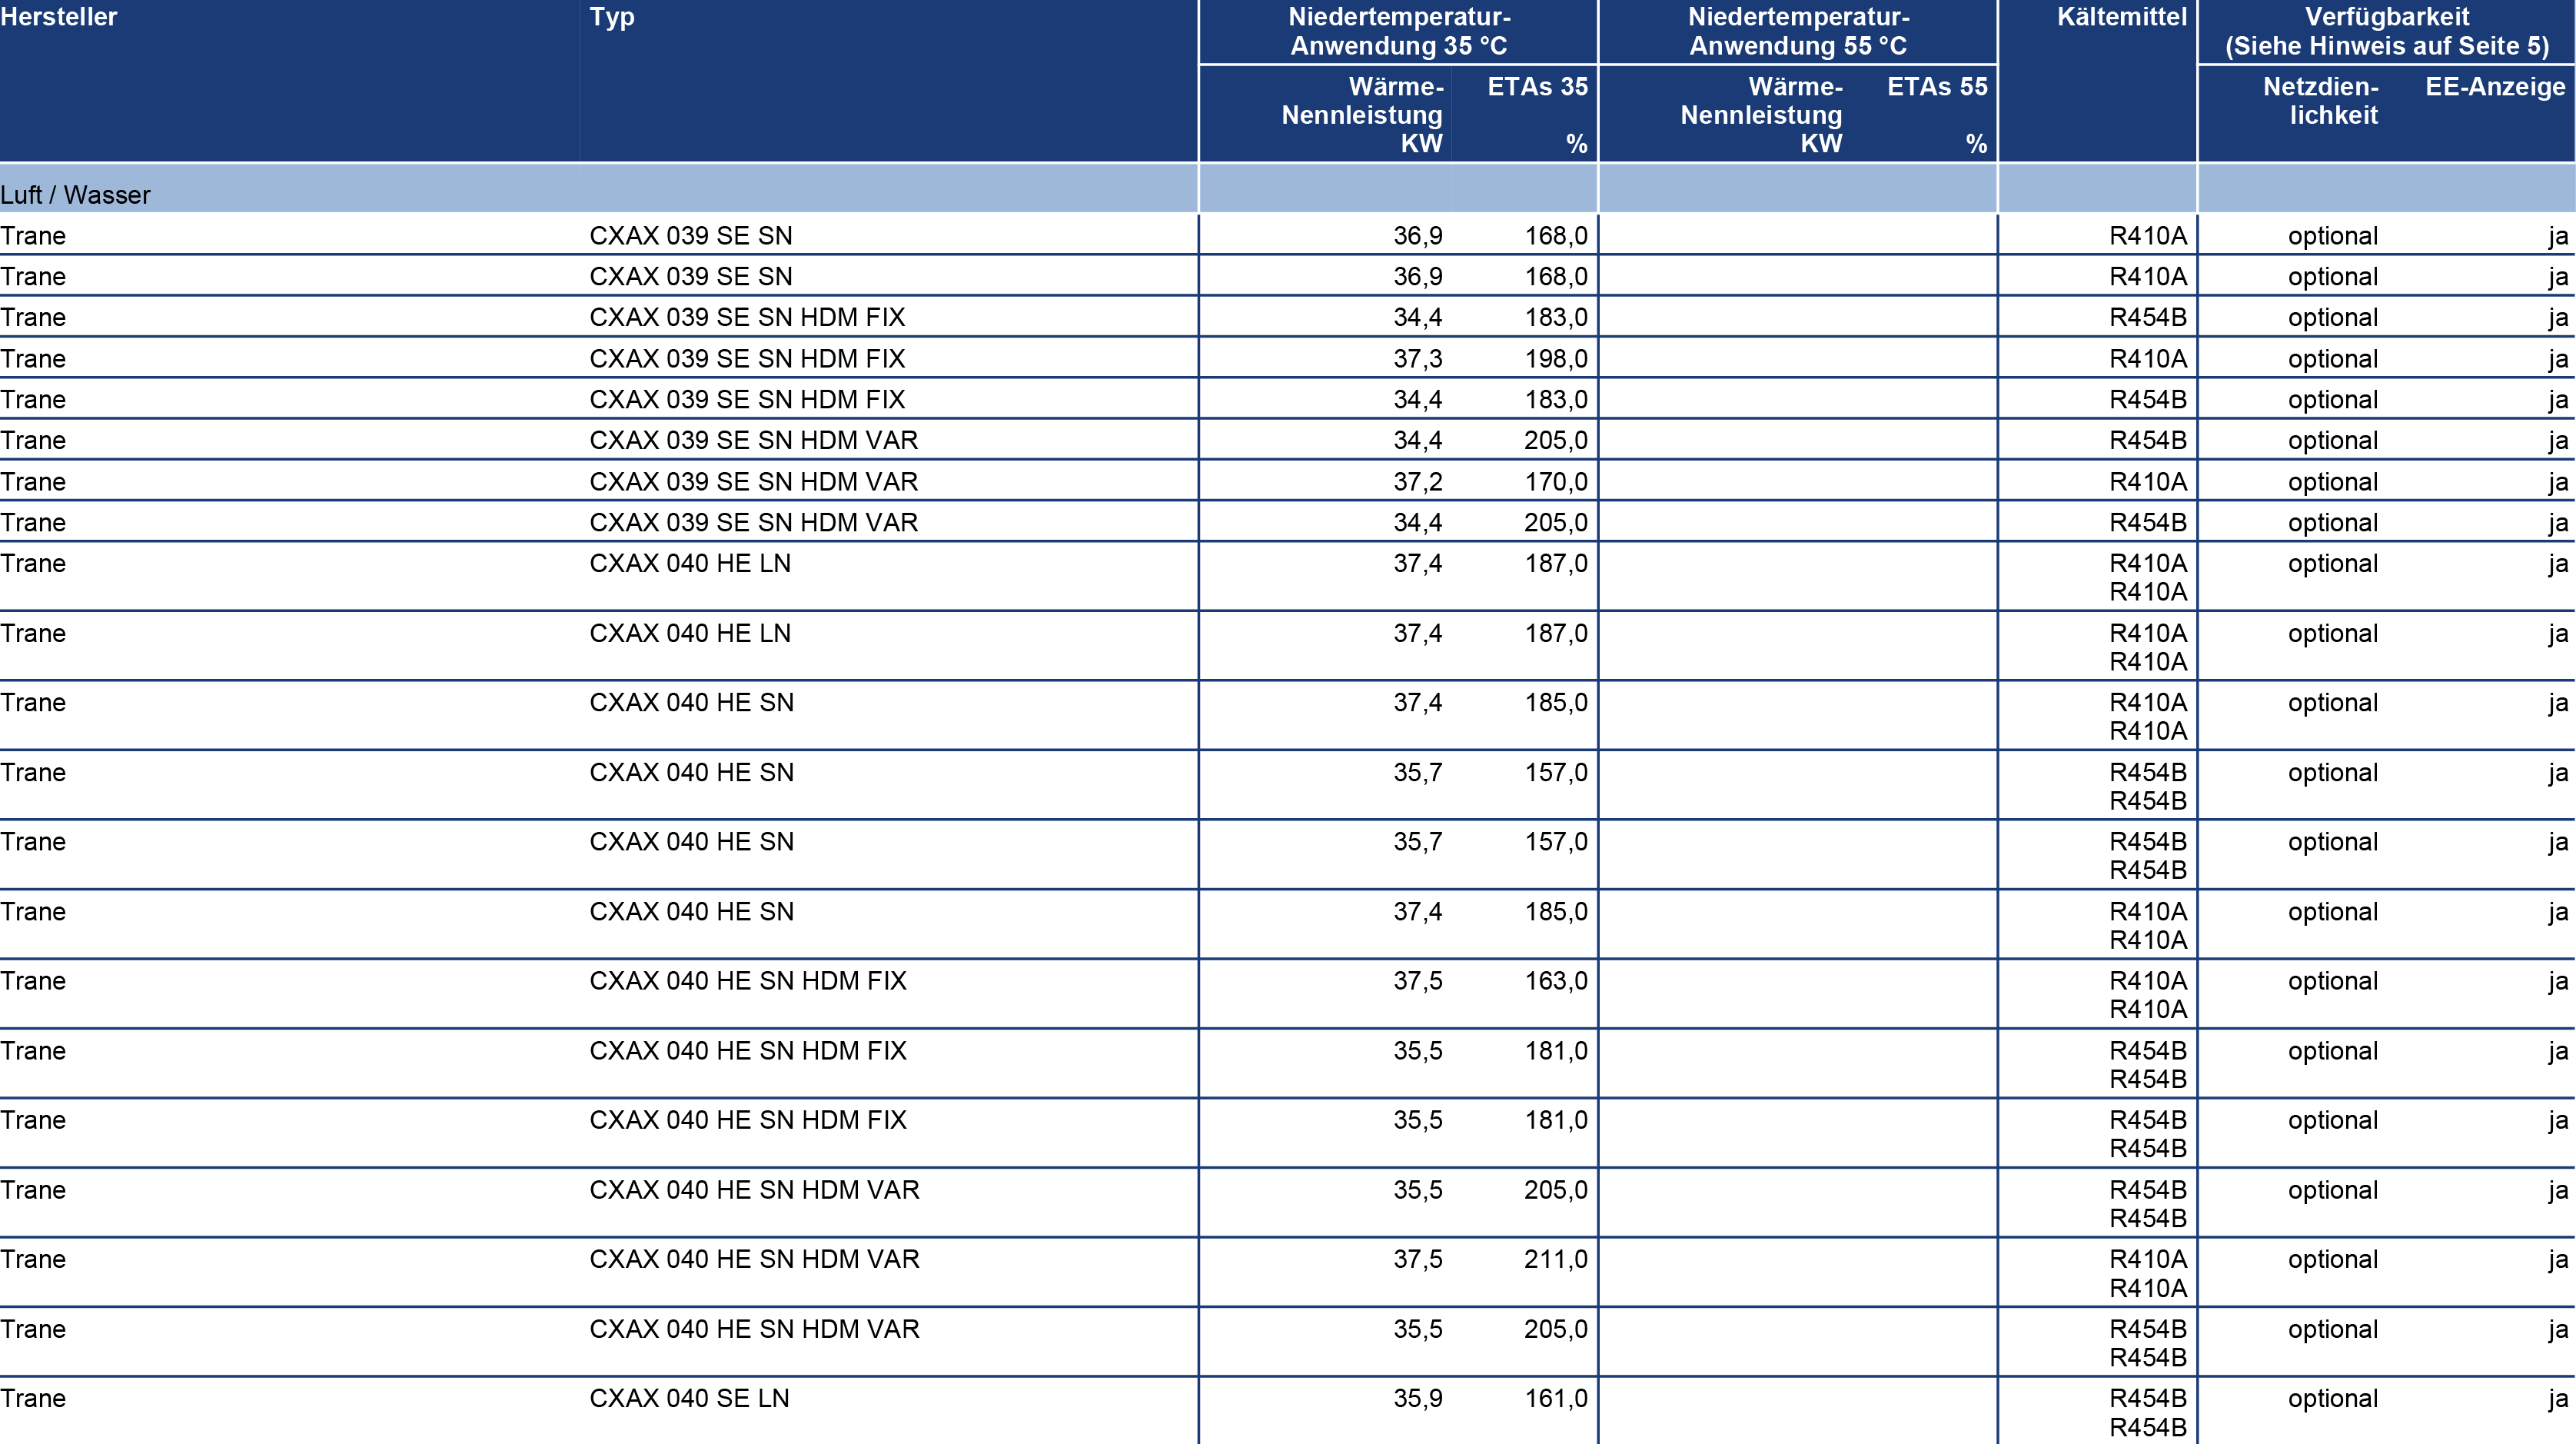 Hersteller Typ Niedertemperatur- Niedertemperatur- Kältemittel Verfügbarkeit
Anwendung 35 °C Anwendung 55 °C (Siehe Hinweis auf Seite 5)
Wärme- ETAs 35 Wärme- ETAs 55 Netzdien- EE-Anzeige
Nennleistung Nennleistung lichkeit
KW % KW %
Luft / Wasser
Trane CXAX 039 SE SN 36,9 168,0 R410A optional ja
Trane CXAX 039 SE SN 36,9 168,0 R410A optional ja
Trane CXAX 039 SE SN HDM FIX 34,4 183,0 R454B optional ja
Trane CXAX 039 SE SN HDM FIX 37,3 198,0 R410A optional ja
Trane CXAX 039 SE SN HDM FIX 34,4 183,0 R454B optional ja
Trane CXAX 039 SE SN HDM VAR 34,4 205,0 R454B optional ja
Trane CXAX 039 SE SN HDM VAR 37,2 170,0 R410A optional ja
Trane CXAX 039 SE SN HDM VAR 34,4 205,0 R454B optional ja
Trane CXAX 040 HE LN 37,4 187,0 R410A optional ja
R410A
Trane CXAX 040 HE LN 37,4 187,0 R410A optional ja
R410A
Trane CXAX 040 HE SN 37,4 185,0 R410A optional ja
R410A
Trane CXAX 040 HE SN 35,7 157,0 R454B optional ja
R454B
Trane CXAX 040 HE SN 35,7 157,0 R454B optional ja
R454B
Trane CXAX 040 HE SN 37,4 185,0 R410A optional ja
R410A
Trane CXAX 040 HE SN HDM FIX 37,5 163,0 R410A optional ja
R410A
Trane CXAX 040 HE SN HDM FIX 35,5 181,0 R454B optional ja
R454B
Trane CXAX 040 HE SN HDM FIX 35,5 181,0 R454B optional ja
R454B
Trane CXAX 040 HE SN HDM VAR 35,5 205,0 R454B optional ja
R454B
Trane CXAX 040 HE SN HDM VAR 37,5 211,0 R410A optional ja
R410A
Trane CXAX 040 HE SN HDM VAR 35,5 205,0 R454B optional ja
R454B
Trane CXAX 040 SE LN 35,9 161,0 R454B optional ja
R454B